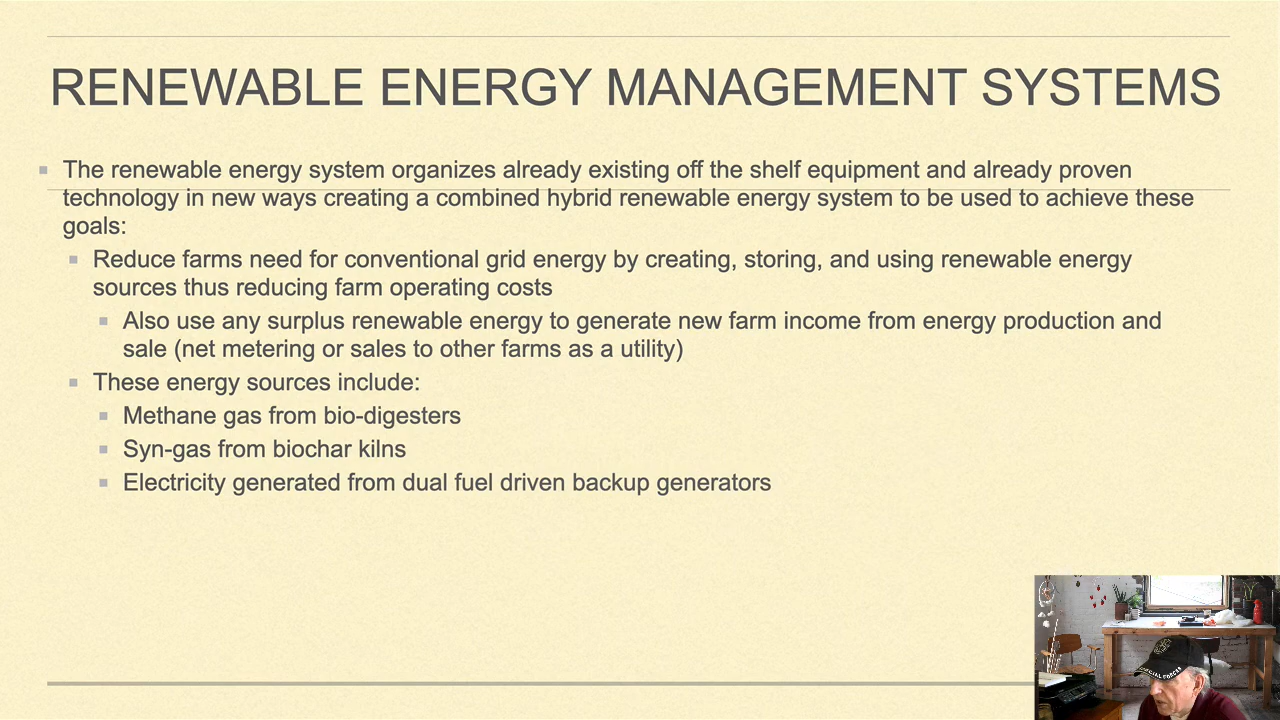 RENEWABLE ENERGY MANAGEMENT SYSTEMS
The renewable energy system organizes already existing off the shelf equipment and already proven
technology in new ways creating a combined hybrid renewable energy system to be used to achieve these
goals:
Reduce farms need for conventional grid energy by creating, storing, and using renewable energy
sources thus reducing farm operating costs
Also use any surplus renewable energy to generate new farm income from energy production and
sale (net metering or sales to other farms as a utility)
These energy sources include:
Methane gas from bio-digesters
Syn-gas from biochar kilns
Electricity generated from dual fuel driven backup generators
SPECIAL FORCES